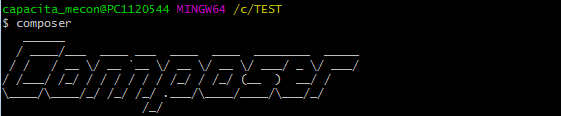 capacita_mecon@PC1120544 MINGW64 /c/TEST
$ composer
Composer